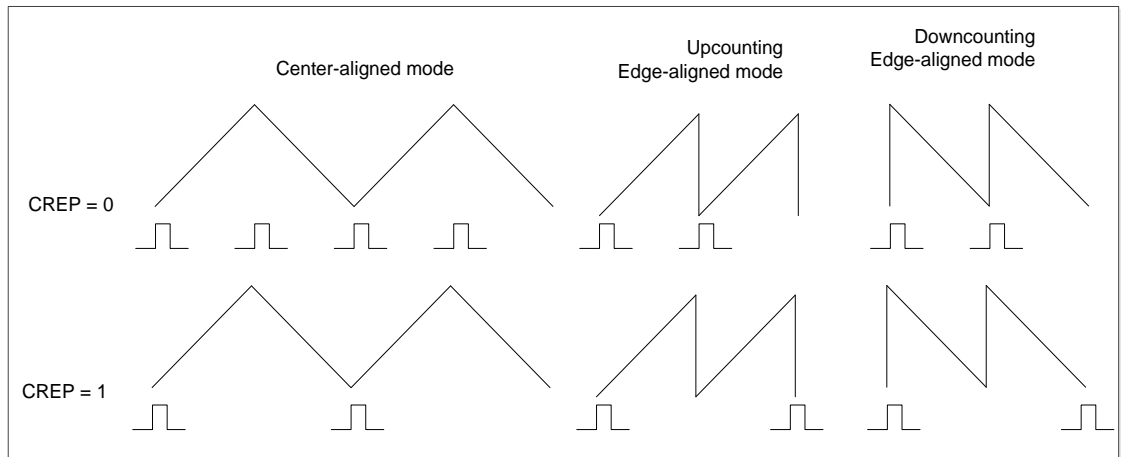 Center-aligned mode
Upcounting
Edge-aligned mode
Downcounting
Edge-aligned mode
CREP = 0
CREP = 1